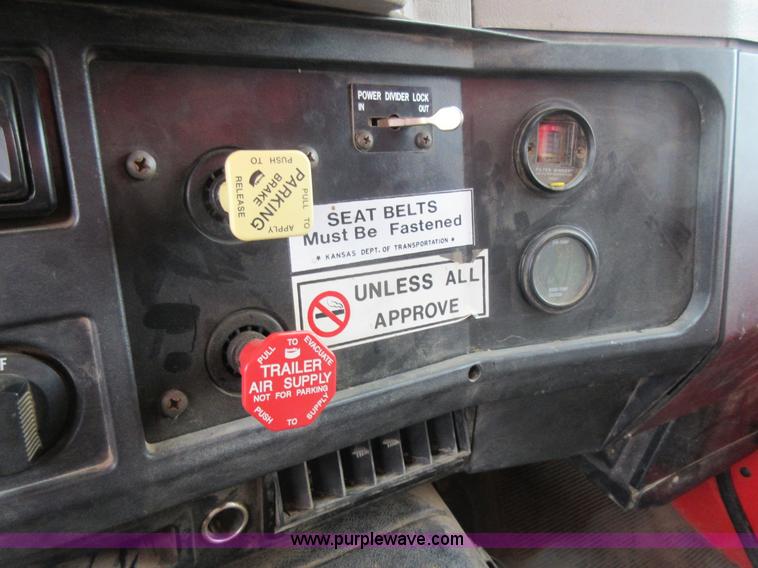 POWER DIVIDER LOCK
IN OUT
PUSH TO
RELEASE
PARKING
BRAKE
PULL TO
APPLY
SEAT BELTS
Must Be Fastened
* KANSAS DEPT. OF TRANSPORTATION *
UNLESS ALL
APPROVE
PULL TO EVACUATE
TRAILER
AIR SUPPLY
NOT FOR PARKING
PUSH TO SUPPLY
FILTER MINDER
F
www.purplewave.com